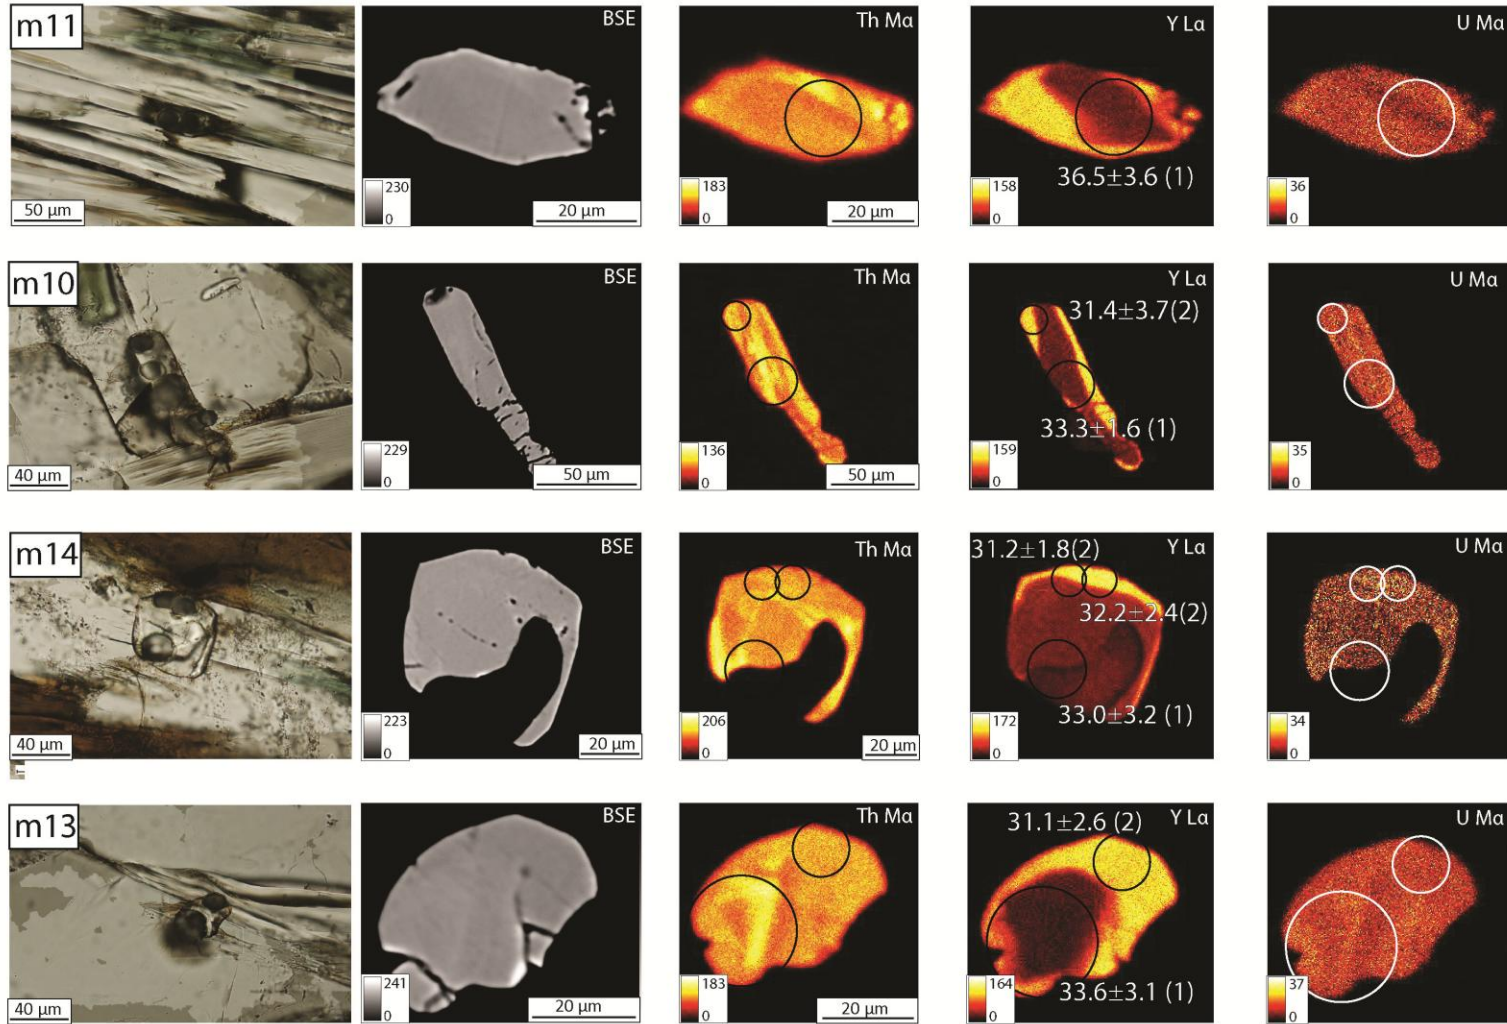 m11
BSE
Th Mα
Y Lα
U Mα
36.5±3.6 (1)
230
0
183
0
158
0
36
0
50 µm
20 µm
20 µm
m10
BSE
Th Mα
Y Lα
U Mα
31.4±3.7(2)
33.3±1.6 (1)
229
0
136
0
159
0
35
0
40 µm
50 µm
50 µm
m14
BSE
Th Mα
31.2±1.8(2)
Y Lα
U Mα
32.2±2.4(2)
33.0±3.2 (1)
223
0
206
0
172
0
34
0
40 µm
20 µm
20 µm
m13
BSE
Th Mα
31.1±2.6 (2)
Y Lα
U Mα
33.6±3.1 (1)
241
0
183
0
164
0
37
0
40 µm
20 µm
20 µm